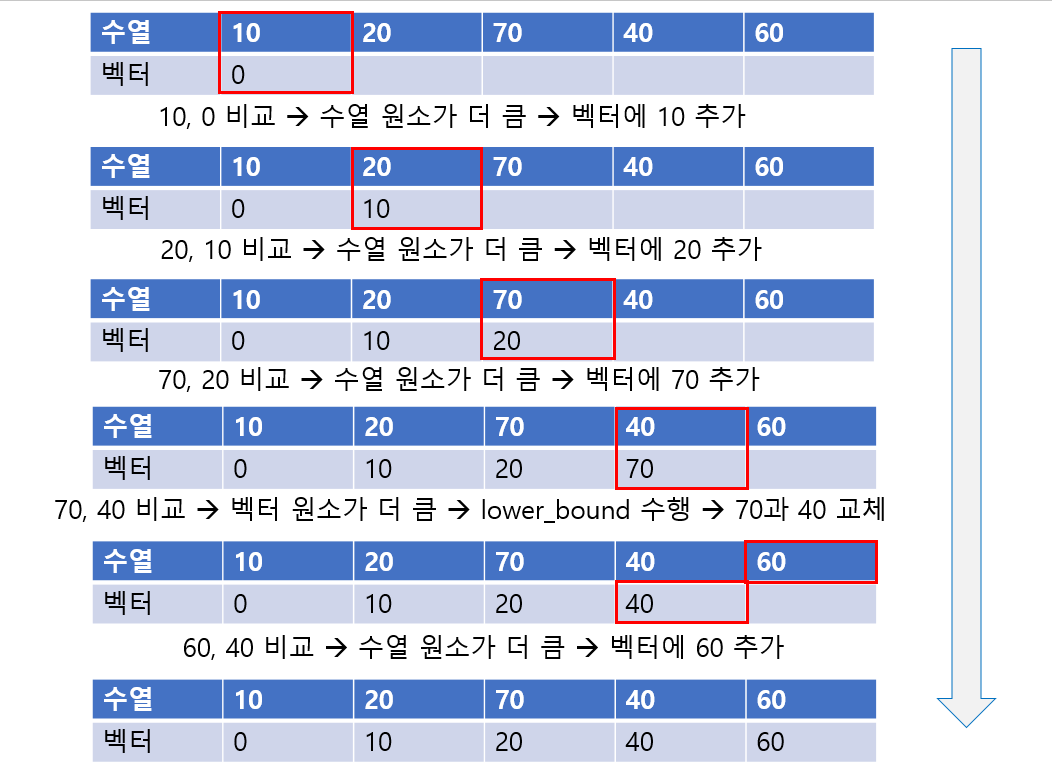 수열 10 20 70 40 60
벡터 0
10, 0 비교 → 수열 원소가 더 큼 → 벡터에 10 추가
수열 10 20 70 40 60
벡터 0 10
20, 10 비교 → 수열 원소가 더 큼 → 벡터에 20 추가
수열 10 20 70 40 60
벡터 0 10 20
70, 20 비교 → 수열 원소가 더 큼 → 벡터에 70 추가
수열 10 20 70 40 60
벡터 0 10 20 70
70, 40 비교 → 벡터 원소가 더 큼 → lower_bound 수행 → 70과 40 교체
수열 10 20 70 40 60
벡터 0 10 20 40
60, 40 비교 → 수열 원소가 더 큼 → 벡터에 60 추가
수열 10 20 70 40 60
벡터 0 10 20 40 60